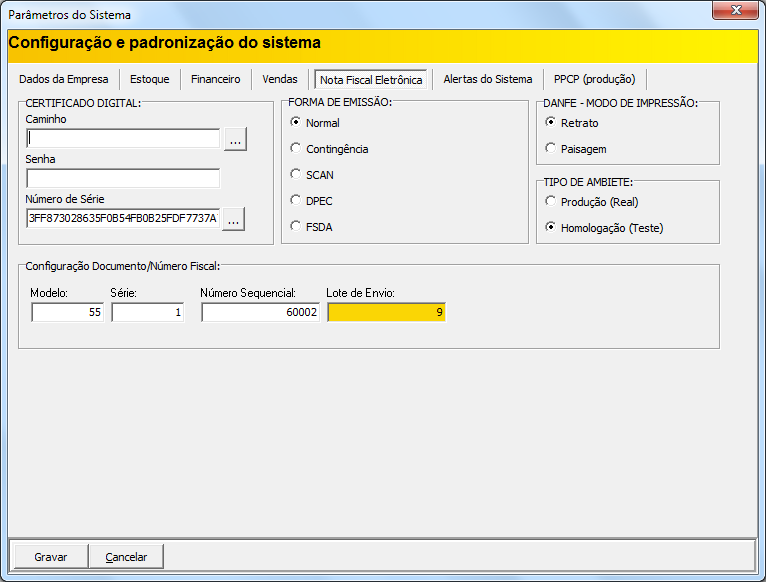 Parâmetros do Sistema
Configuração e padronização do sistema
Dados da Empresa Estoque Financeiro Vendas Nota Fiscal Eletrônica Alertas do Sistema PPCP (produção)
CERTIFICADO DIGITAL:
Caminho
...
Senha
Número de Série
3FF873028635F0B54FB0B25FDF7737A
...
FORMA DE EMISSÃO:
Normal
Contingência
SCAN
DPEC
FSDA
DANFE - MODO DE IMPRESSÃO:
Retrato
Paisagem
TIPO DE AMBIETE:
Produção (Real)
Homologação (Teste)
Configuração Documento/Número Fiscal:
Modelo: Série: Número Sequencial: Lote de Envio:
55 1 60002 9
Gravar Cancelar